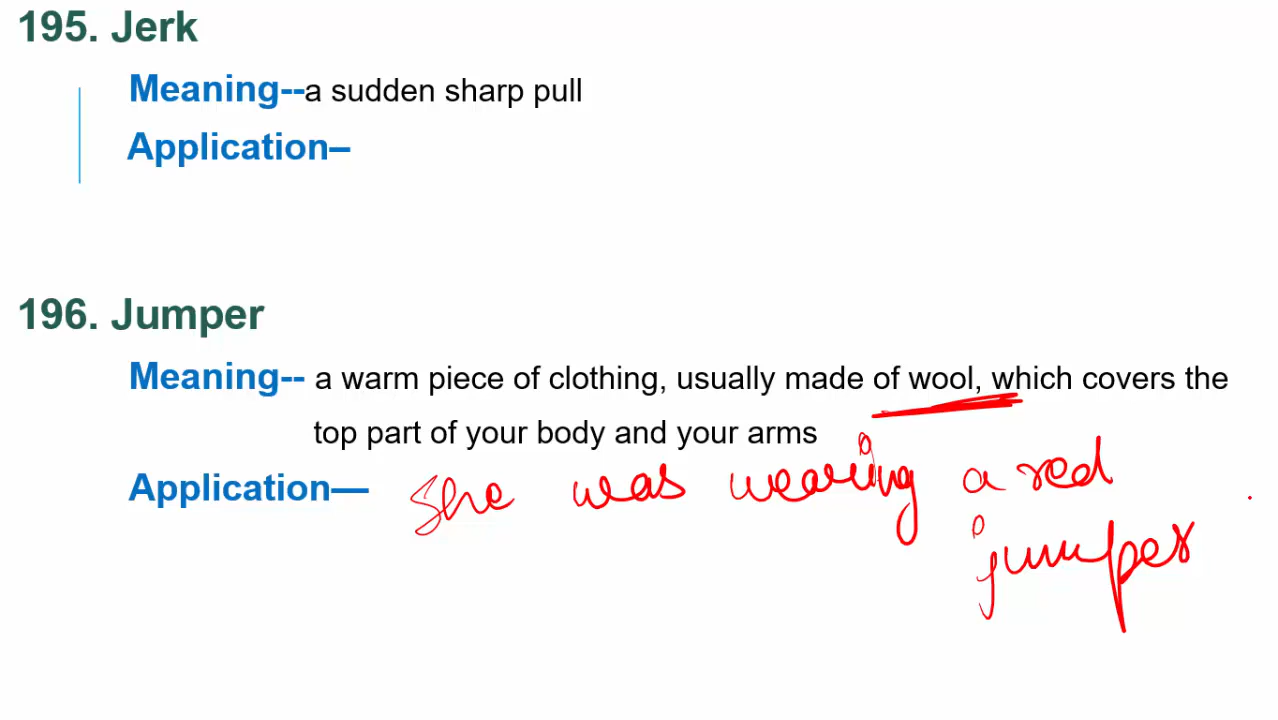 195. Jerk
Meaning--a sudden sharp pull
Application–
196. Jumper
Meaning-- a warm piece of clothing, usually made of wool, which covers the
top part of your body and your arms
Application— She was wearing a red
jumper